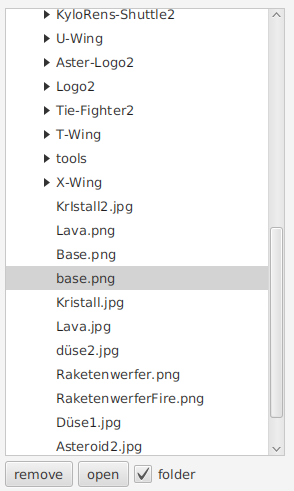 KyloRens-Shuttle2
U-Wing
Aster-Logo2
Logo2
Tie-Fighter2
T-Wing
tools
X-Wing
KrIstall2.jpg
Lava.png
Base.png
base.png
Kristall.jpg
Lava.jpg
düse2.jpg
Raketenwerfer.png
RaketenwerferFire.png
Düse1.jpg
Asteroid2.jpg
remove open folder